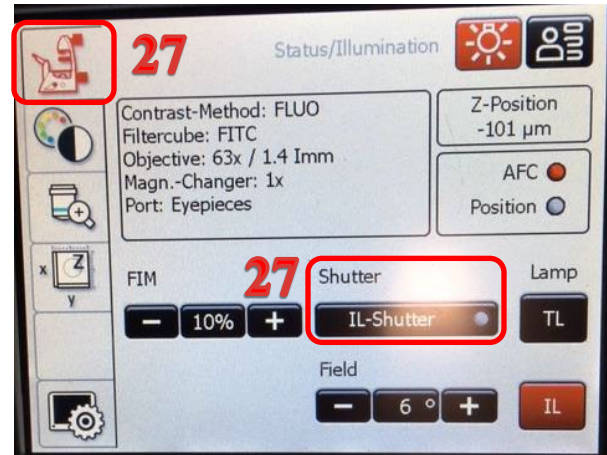 27
Status/Illumination
Contrast-Method: FLUO
Filtercube: FITC
Objective: 63x / 1.4 Imm
Magn.-Changer: 1x
Port: Eyepieces
Z-Position
-101 µm
AFC
Position
x Z
y
FIM
27
Shutter
Lamp
- 10% +
IL-Shutter
TL
Field
- 6 ° +
IL